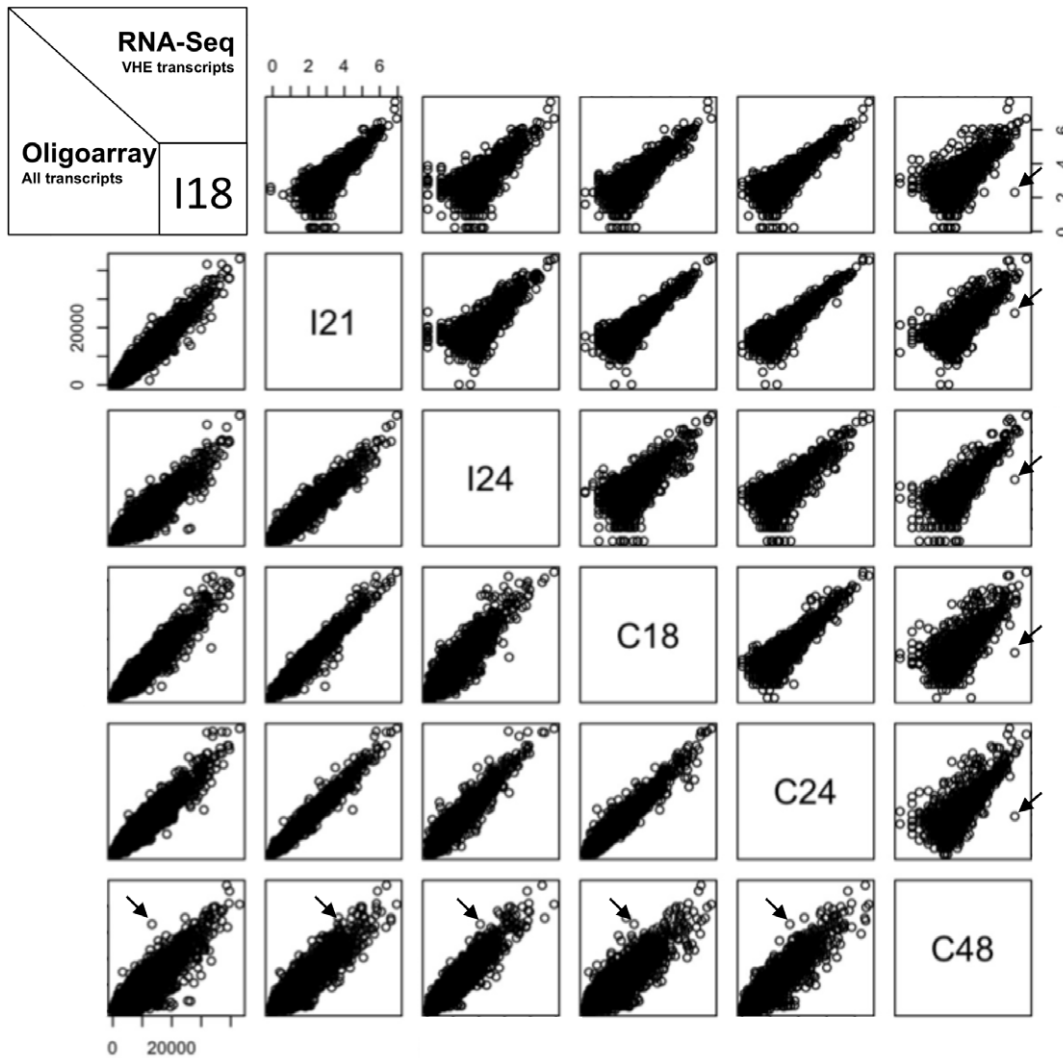 RNA-Seq
VHE transcripts
Oligoarray
All transcripts
I18
0 2 4 6
0 2 4 6
I21
0 20000
I24
C18
C24
C48
0 20000